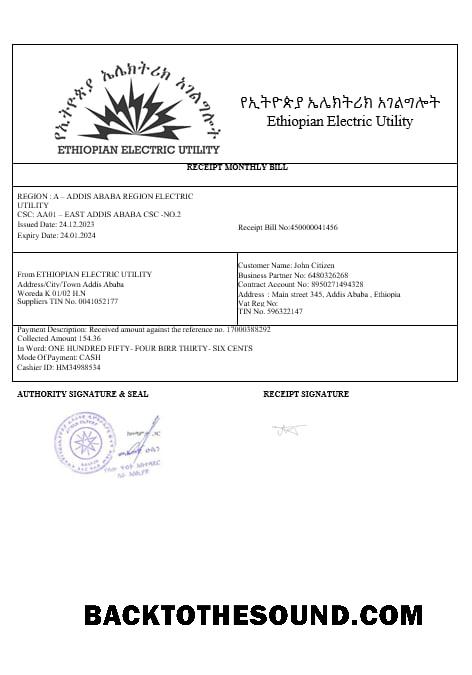 የኢትዮጵያ ኤሌክትሪክ አገልግሎት
ETHIOPIAN ELECTRIC UTILITY
የኢትዮጵያ ኤሌክትሪክ አገልግሎት
Ethiopian Electric Utility
RECEIPT MONTHLY BILL
REGION : A – ADDIS ABABA REGION ELECTRIC
UTILITY
CSC: AA01 – EAST ADDIS ABABA CSC -NO.2
Issued Date: 24.12.2023
Expiry Date: 24.01.2024
Receipt Bill No:450000041456
From ETHIOPIAN ELECTRIC UTILITY
Address/City/Town Addis Ababa
Woreda K 01/02 H.N
Suppliers TIN No. 0041052177
Customer Name: John Citizen
Business Partner No: 6480326268
Contract Account No: 8950271494328
Address : Main street 345, Addis Ababa , Ethiopia
Vat Reg No:
TIN No. 596322147
Payment Description: Received amount against the reference no. 17000388292
Collected Amount 154.36
In Word: ONE HUNDRED FIFTY- FOUR BIRR THIRTY- SIX CENTS
Mode Of Payment: CASH
Cashier ID: HM34988534
AUTHORITY SIGNATURE & SEAL
RECEIPT SIGNATURE
BACKTOTHESOUND.COM